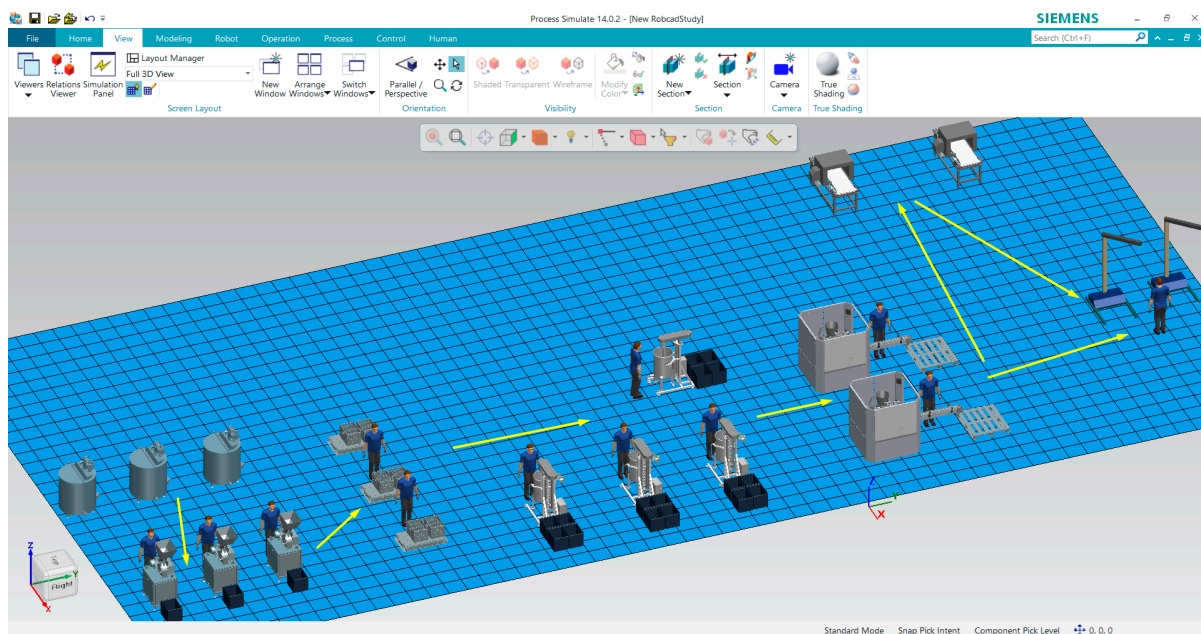 Process Simulate 14.0.2 - [New RobcadStudy]
SIEMENS
File Home View Modeling Robot Operation Process Control Human
Search (Ctrl+F)
Viewers
Relations Viewer
Simulation Panel
Layout Manager
Full 3D View
Screen Layout
New Window
Arrange Windows
Switch Windows
Parallel / Perspective
Orientation
Shaded Transparent Wireframe
Modify Color
Visibility
New Section
Section
Section
Camera
Camera
True Shading
True Shading
Z
Y
X
Z
Y
X
Flight
Standard Mode Snap Pick Intent Component Pick Level 0, 0, 0